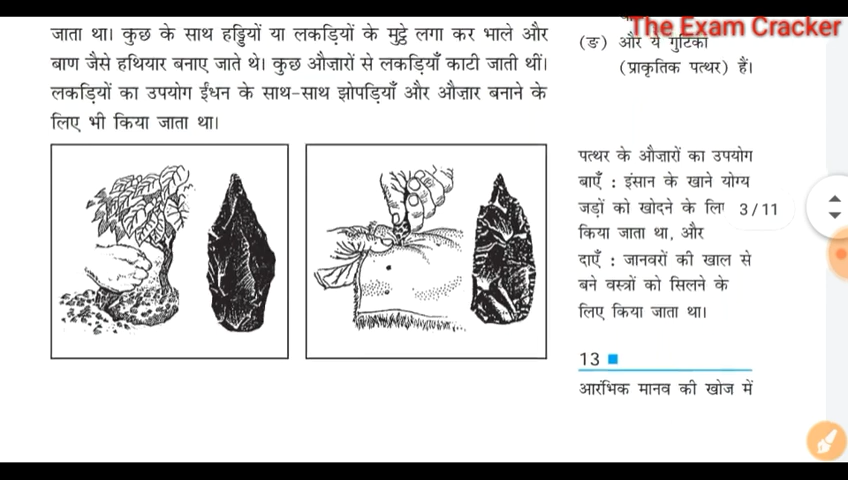 जाता था। कुछ के साथ हड्डियों या लकड़ियों के मुट्ठे लगा कर भाले और
बाण जैसे हथियार बनाए जाते थे। कुछ औज़ारों से लकड़ियाँ काटी जाती थीं।
लकड़ियों का उपयोग ईंधन के साथ-साथ झोपड़ियाँ और औज़ार बनाने के
लिए भी किया जाता था।
The Exam Cracker
(ङ) और ये गुटिका
(प्राकृतिक पत्थर) हैं।
पत्थर के औज़ारों का उपयोग
बाएँ : इंसान के खाने योग्य
जड़ों को खोदने के लिए
3/11
किया जाता था, और
दाएँ : जानवरों की खाल से
बने वस्त्रों को सिलने के
लिए किया जाता था।
13
आरंभिक मानव की खोज में